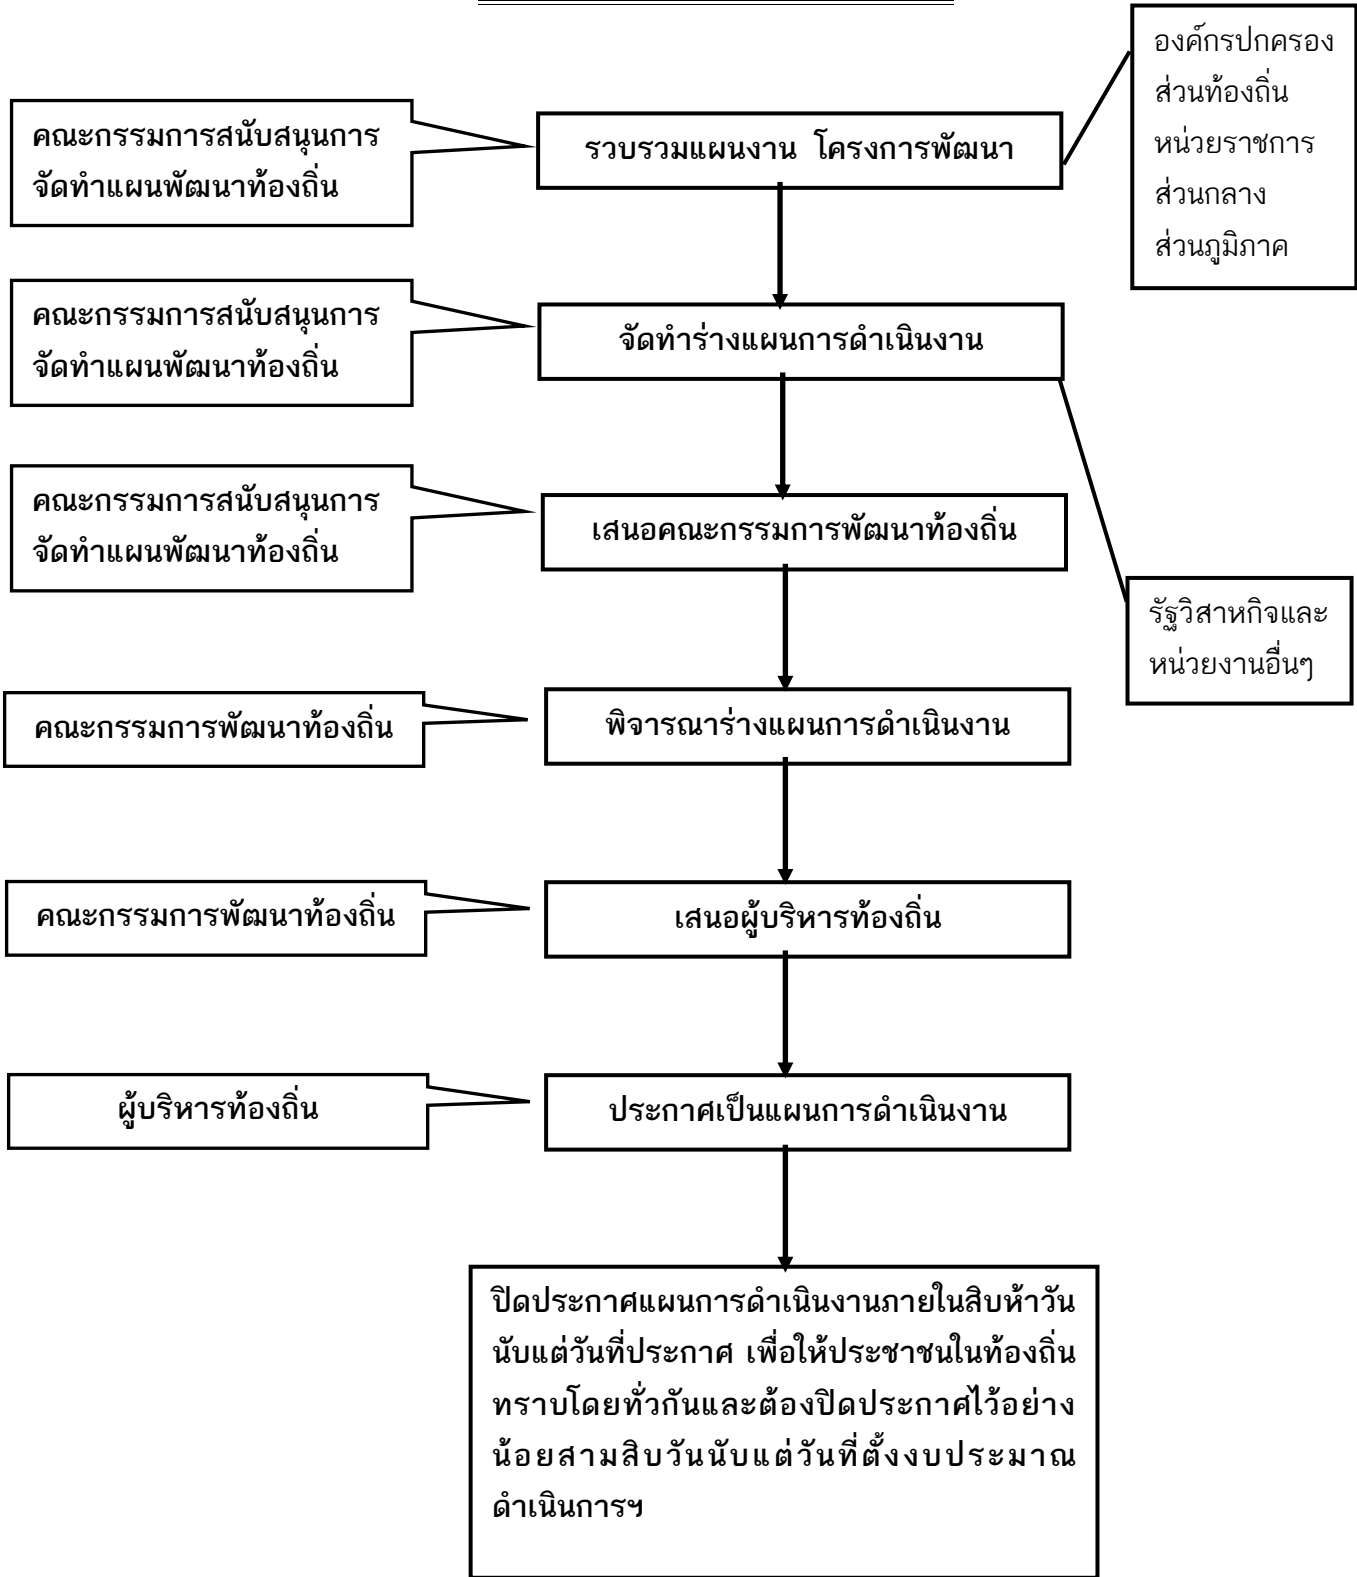 องค์กรปกครอง
ส่วนท้องถิ่น
หน่วยราชการ
ส่วนกลาง
ส่วนภูมิภาค
คณะกรรมการสนับสนุนการ
จัดทำแผนพัฒนาท้องถิ่น
รวบรวมแผนงาน โครงการพัฒนา
คณะกรรมการสนับสนุนการ
จัดทำแผนพัฒนาท้องถิ่น
จัดทำร่างแผนการดำเนินงาน
คณะกรรมการสนับสนุนการ
จัดทำแผนพัฒนาท้องถิ่น
เสนอคณะกรรมการพัฒนาท้องถิ่น
รัฐวิสาหกิจและ
หน่วยงานอื่นๆ
คณะกรรมการพัฒนาท้องถิ่น
พิจารณาร่างแผนการดำเนินงาน
คณะกรรมการพัฒนาท้องถิ่น
เสนอผู้บริหารท้องถิ่น
ผู้บริหารท้องถิ่น
ประกาศเป็นแผนการดำเนินงาน
ปิดประกาศแผนการดำเนินงานภายในสิบห้าวัน
นับแต่วันที่ประกาศ เพื่อให้ประชาชนในท้องถิ่น
ทราบโดยทั่วกันและต้องปิดประกาศไว้อย่าง
น้อยสามสิบวันนับแต่วันที่ตั้งงบประมาณ
ดำเนินการฯ